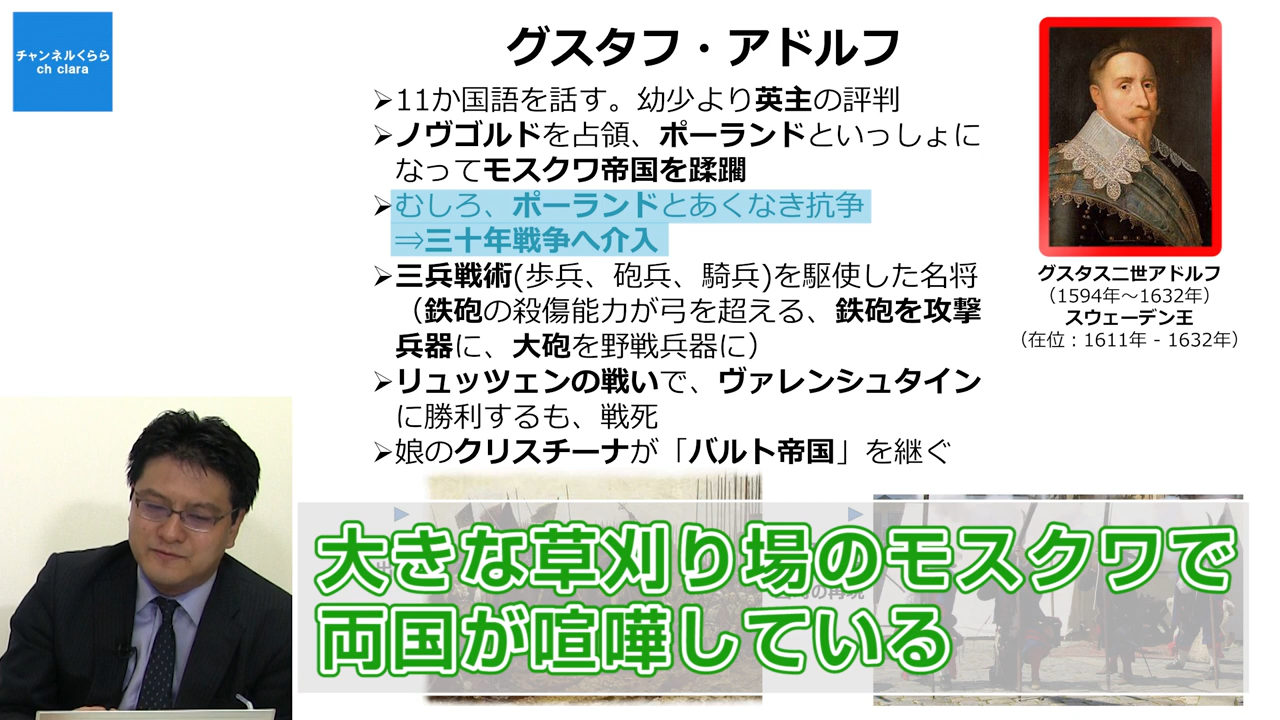 チャンネルくらら
ch clara
グスタフ・アドルフ
➢11か国語を話す。幼少より英主の評判
➢ノヴゴルドを占領、ポーランドといっしょに
なってモスクワ帝国を蹂躙
➢むしろ、ポーランドとあくなき抗争
⇒三十年戦争へ介入
➢三兵戦術(歩兵、砲兵、騎兵)を駆使した名将
（鉄砲の殺傷能力が弓を超える、鉄砲を攻撃
兵器に、大砲を野戦兵器に）
➢リュッツェンの戦いで、ヴァレンシュタイン
に勝利するも、戦死
➢娘のクリスチーナが「バルト帝国」を継ぐ
グスタス二世アドルフ
（1594年～1632年）
スウェーデン王
（在位：1611年 - 1632年）
の再現
大きな草刈り場のモスクワで
両国が喧嘩している